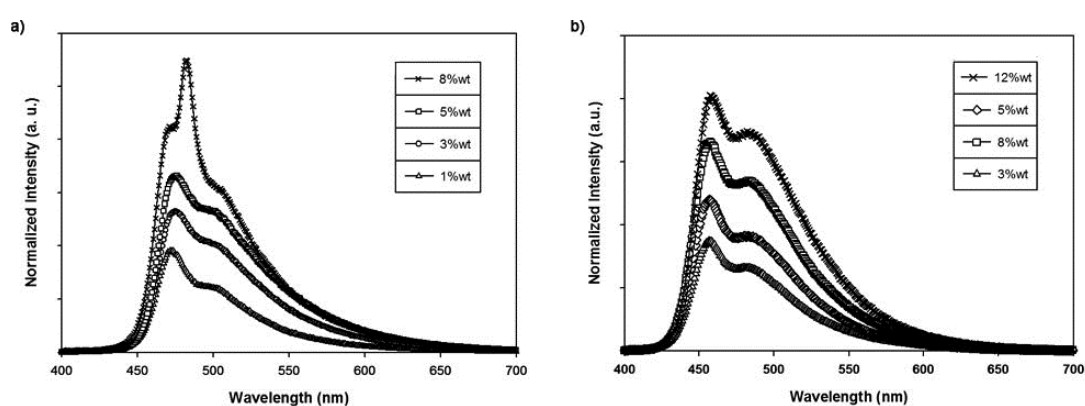 a)
Normalized Intensity (a. u.)
8%wt
5%wt
3%wt
1%wt
400 450 500 550 600 650 700
Wavelength (nm)
b)
Normalized Intensity (a.u.)
12%wt
5%wt
8%wt
3%wt
400 450 500 550 600 650 700
Wavelength (nm)